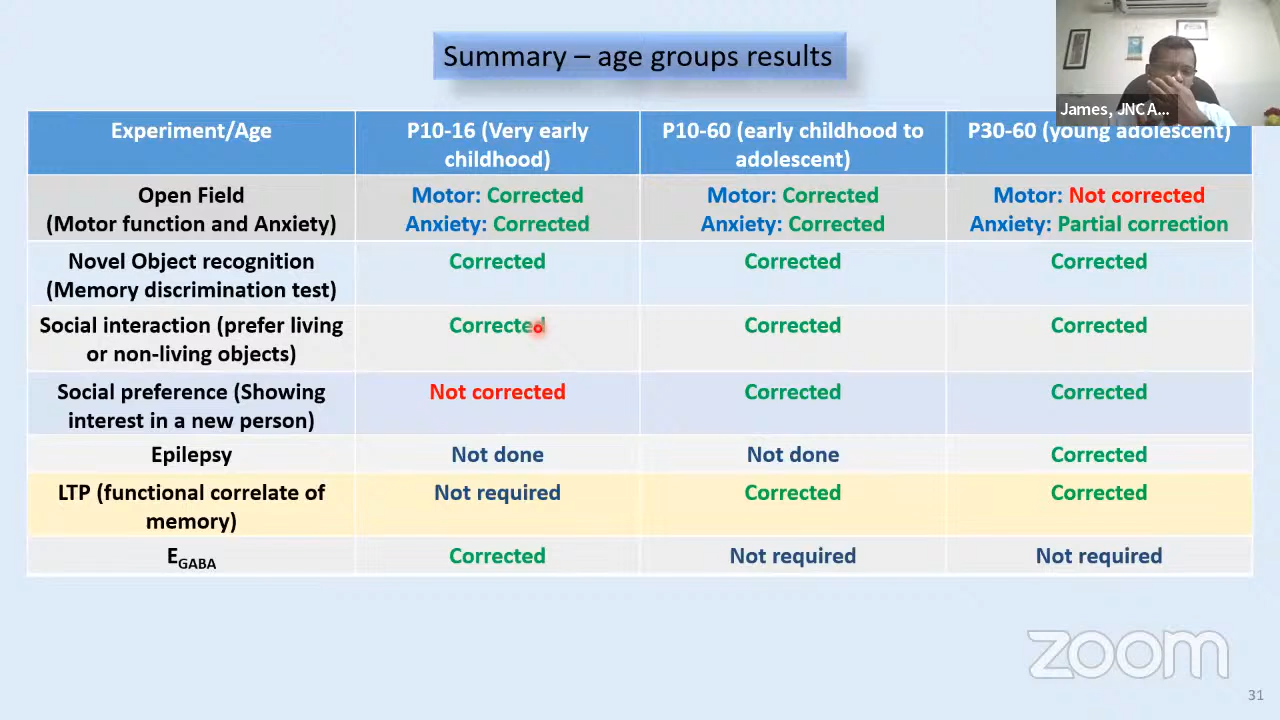 Summary – age groups results
James, JNC A...
Experiment/Age
P10-16 (Very early
childhood)
P10-60 (early childhood to
adolescent)
P30-60 (young adolescent)
Open Field
(Motor function and Anxiety)
Motor: Corrected
Anxiety: Corrected
Motor: Corrected
Anxiety: Corrected
Motor: Not corrected
Anxiety: Partial correction
Novel Object recognition
(Memory discrimination test)
Corrected
Corrected
Corrected
Social interaction (prefer living
or non-living objects)
Corrected
Corrected
Corrected
Social preference (Showing
interest in a new person)
Not corrected
Corrected
Corrected
Epilepsy
Not done
Not done
Corrected
LTP (functional correlate of
memory)
Not required
Corrected
Corrected
EGABA
Corrected
Not required
Not required
zoom
31